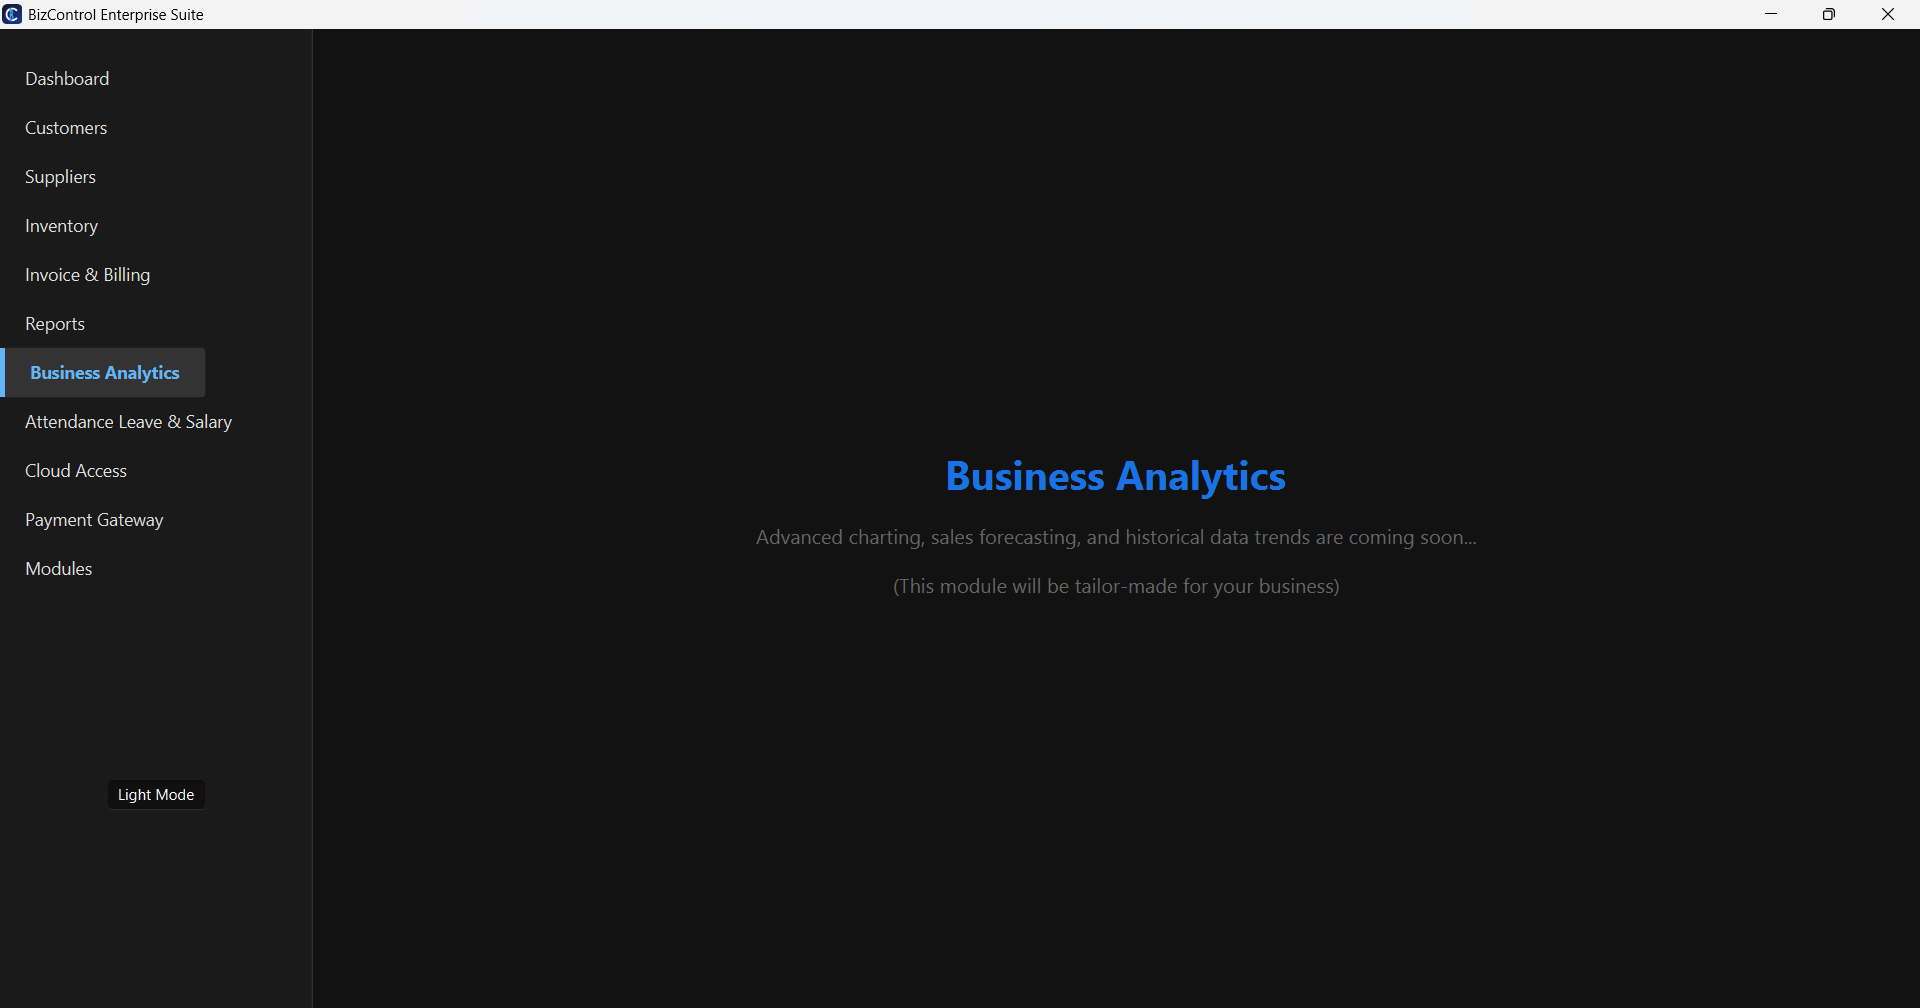 BizControl Enterprise Suite
Dashboard
Customers
Suppliers
Inventory
Invoice & Billing
Reports
Business Analytics
Attendance Leave & Salary
Cloud Access
Payment Gateway
Modules
Light Mode
Business Analytics
Advanced charting, sales forecasting, and historical data trends are coming soon...
(This module will be tailor-made for your business)